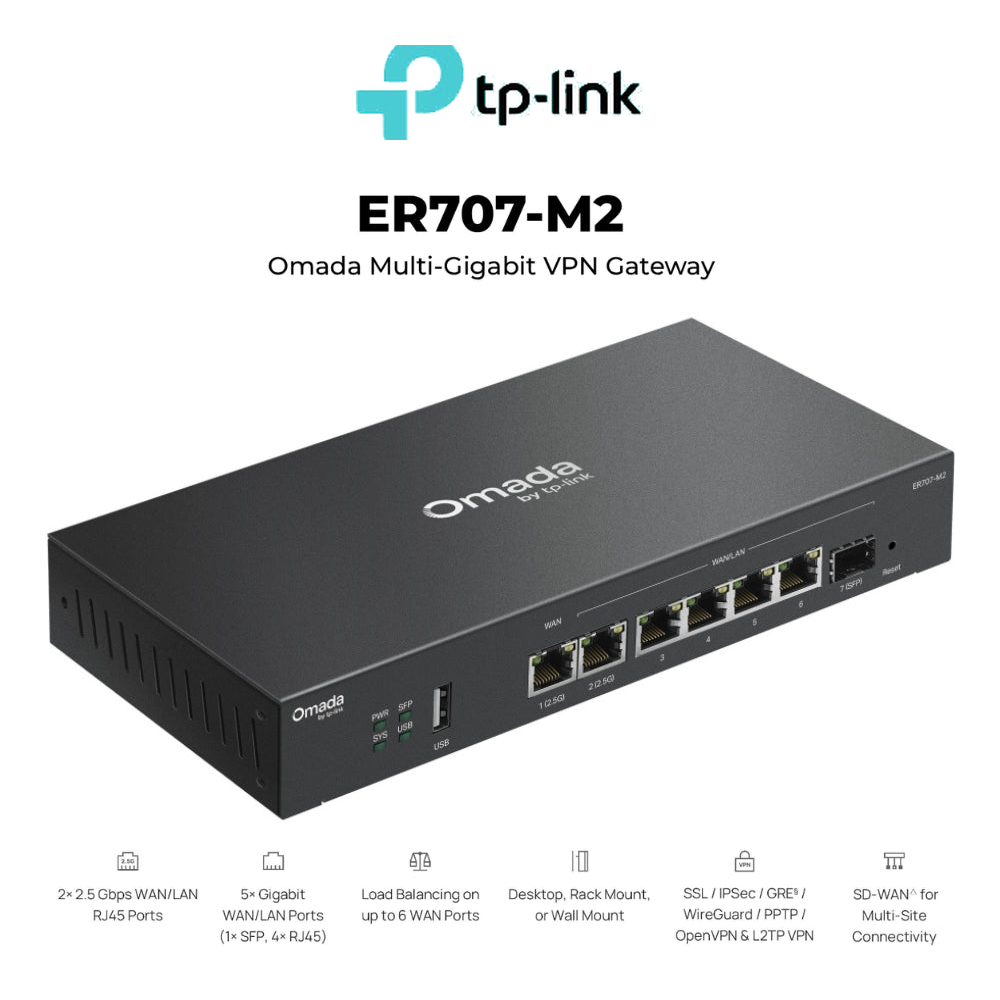 tp-link
ER707-M2
Omada Multi-Gigabit VPN Gateway
Omada
by tp-link
ER707-M2
WAN/LAN
WAN
Reset
7 (SFP)
6
5
4
3
2 (2.5G)
1 (2.5G)
Omada
by tp-link
PWR SFP
SYS USB
USB
2.5G
2× 2.5 Gbps WAN/LAN
RJ45 Ports
5× Gigabit
WAN/LAN Ports
(1× SFP, 4× RJ45)
Load Balancing on
up to 6 WAN Ports
Desktop, Rack Mount,
or Wall Mount
VPN
SSL / IPSec / GRE§ /
WireGuard / PPTP /
OpenVPN & L2TP VPN
SD-WAN△ for
Multi-Site
Connectivity